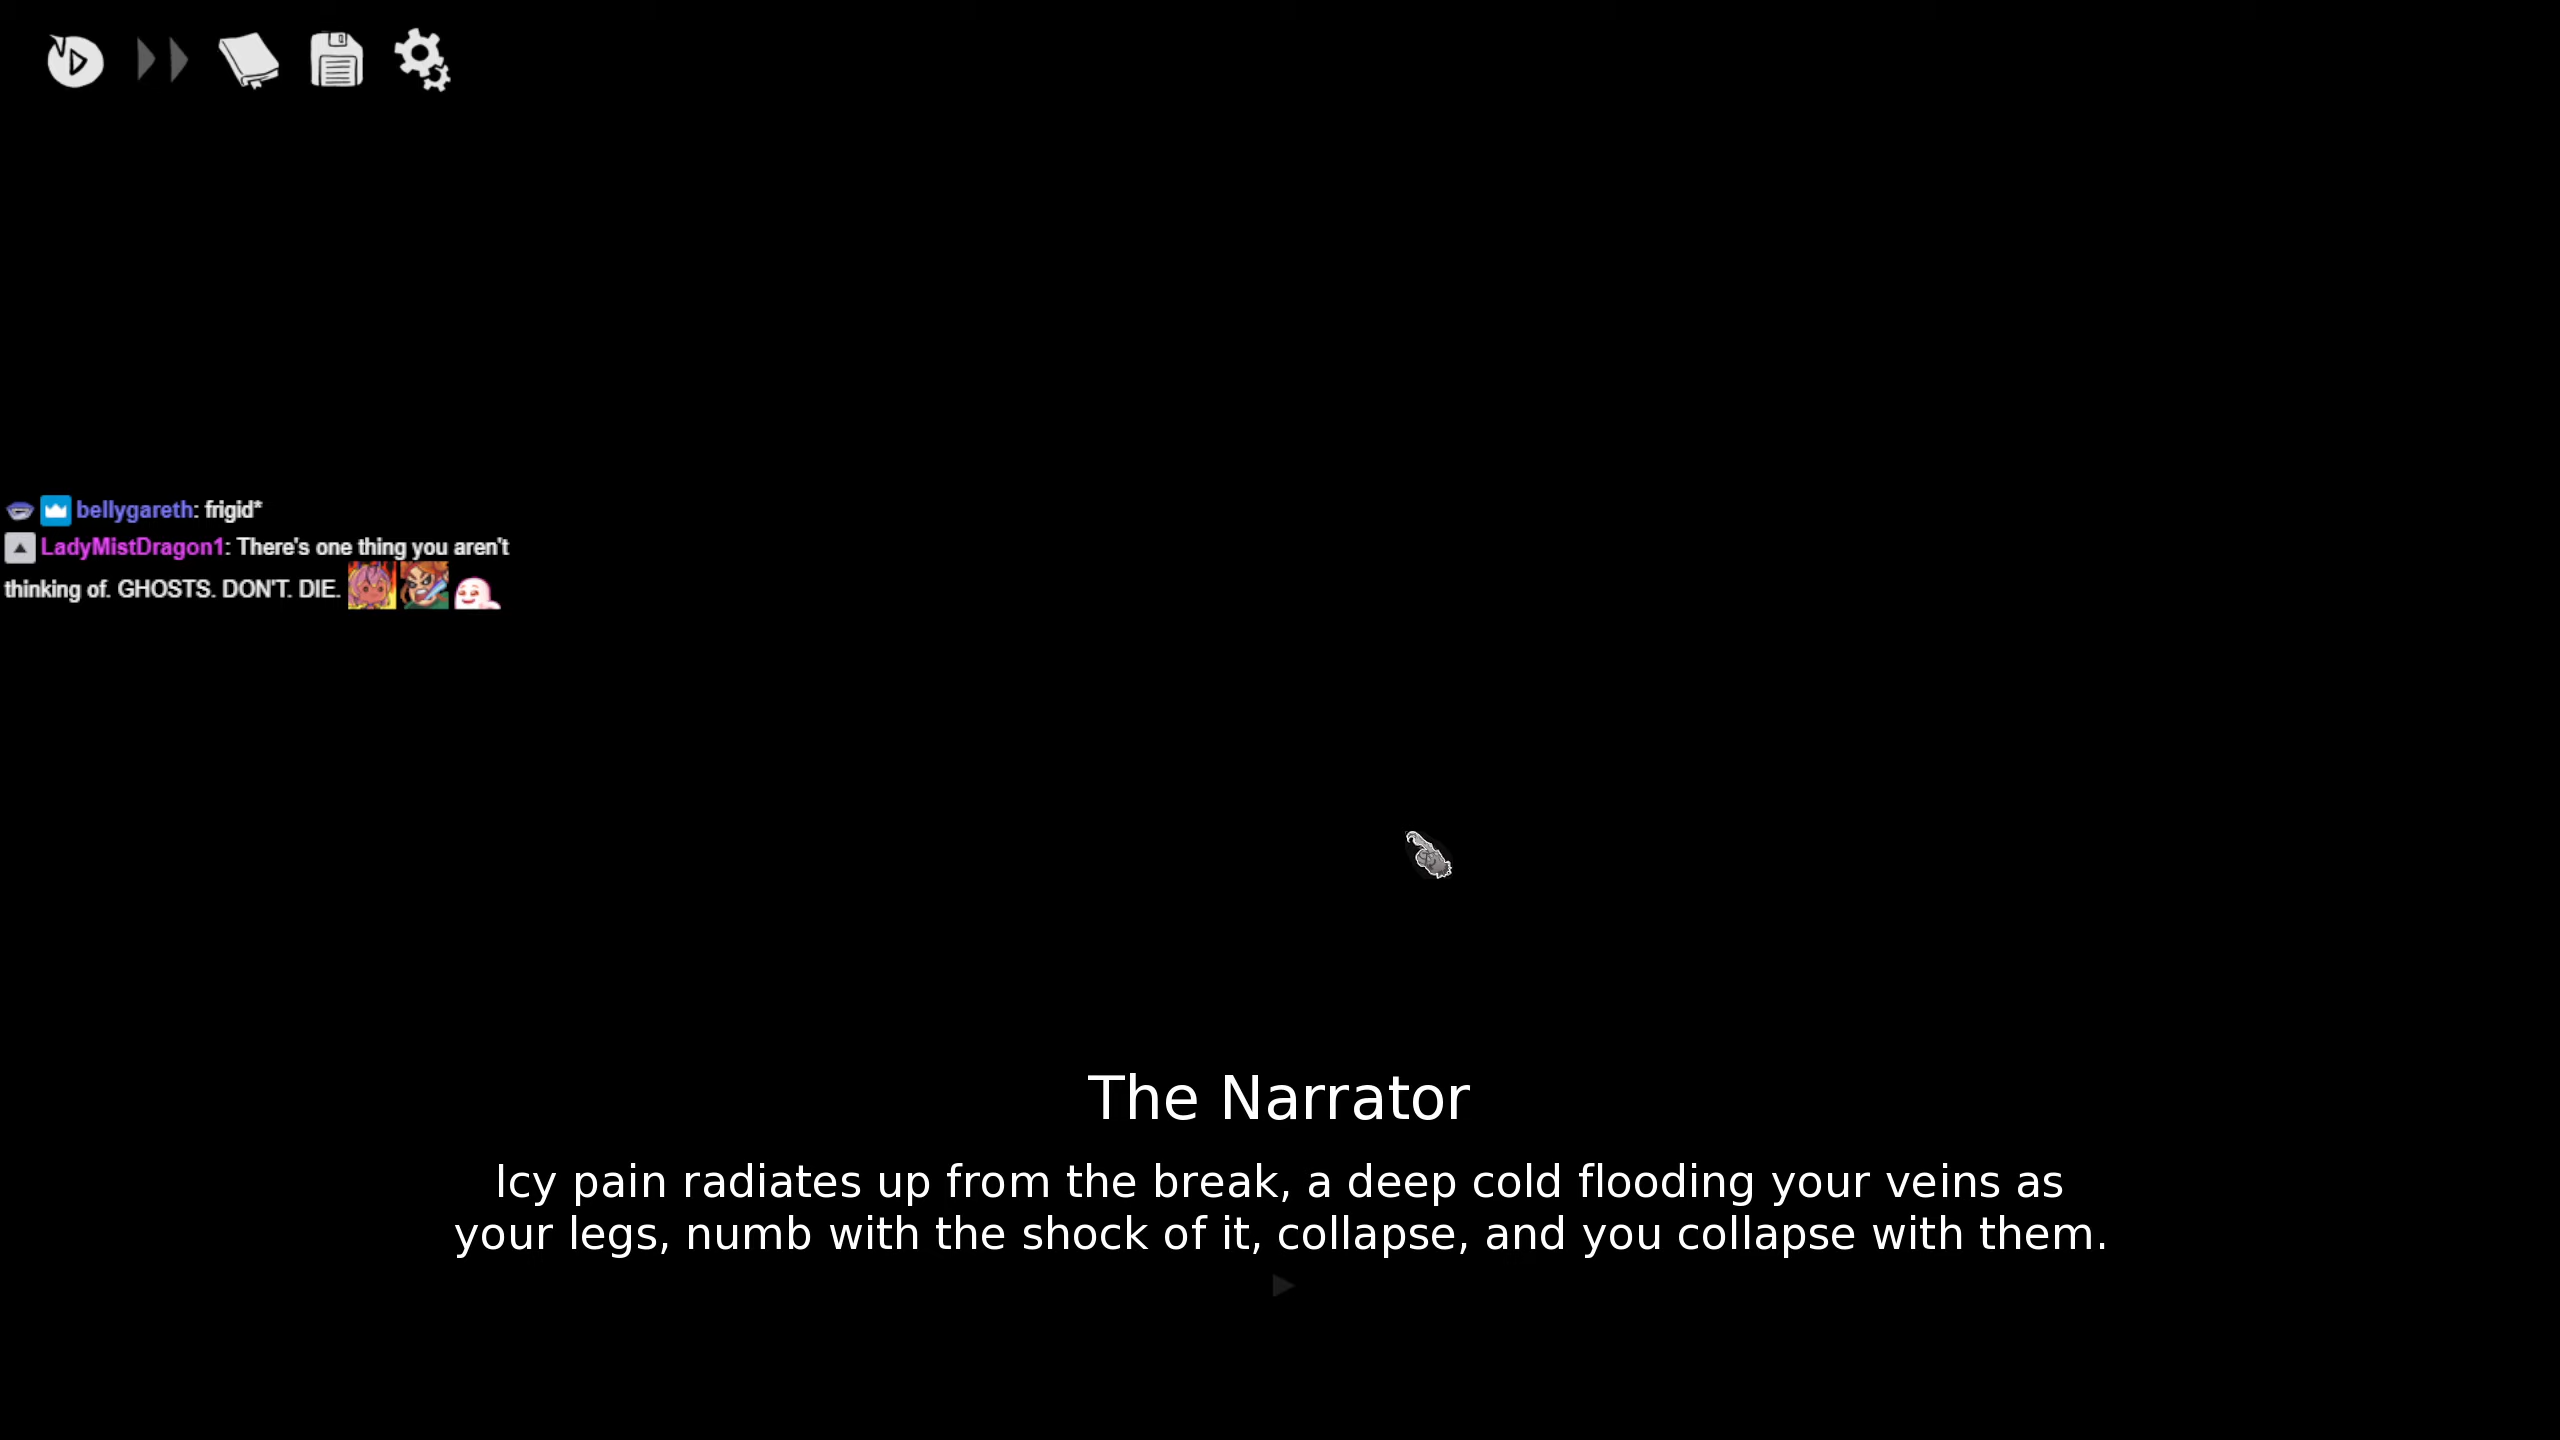 bellygareth: frigid*
LadyMistDragon1: There's one thing you aren't
thinking of. GHOSTS. DON'T. DIE.
The Narrator
Icy pain radiates up from the break, a deep cold flooding your veins as
your legs, numb with the shock of it, collapse, and you collapse with them.